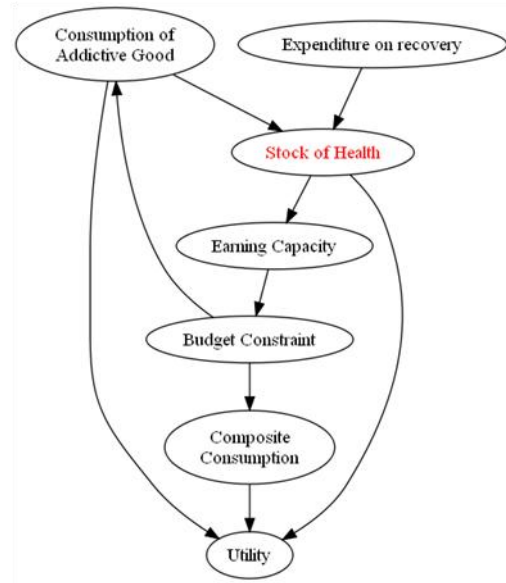 Consumption of
Addictive Good
Expenditure on recovery
Stock of Health
Earning Capacity
Budget Constraint
Composite
Consumption
Utility